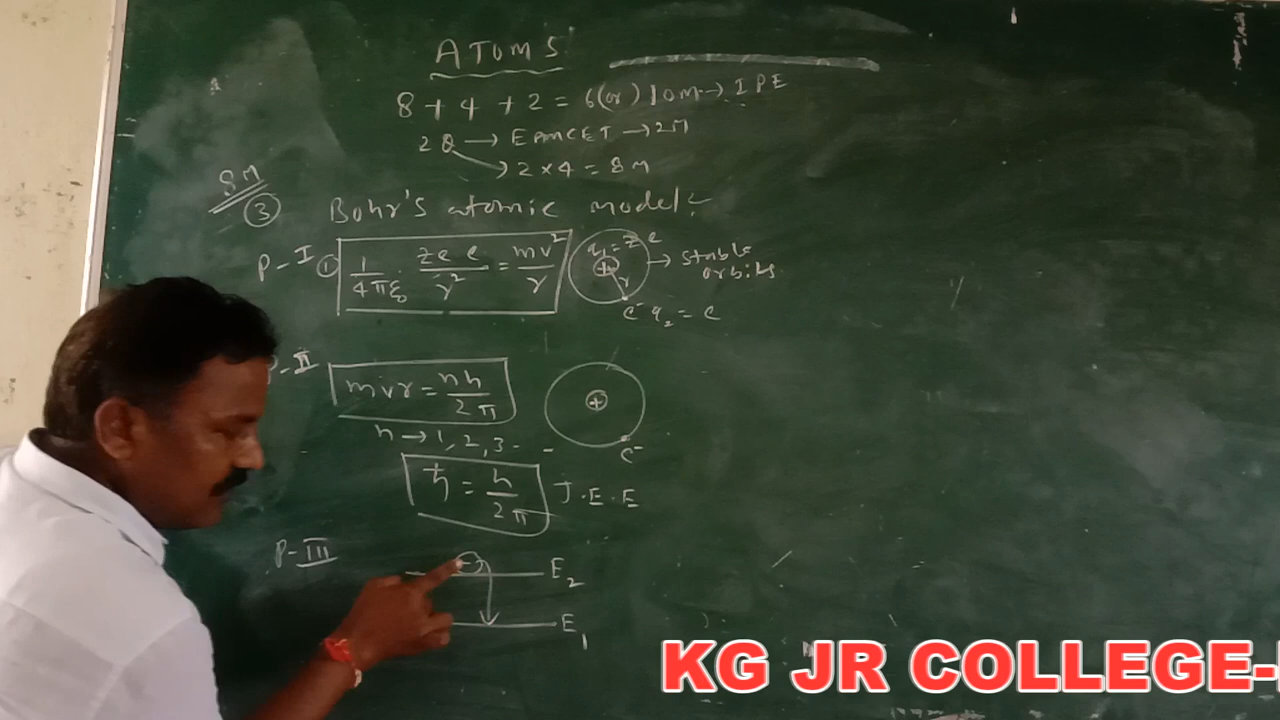 ATOMS
8 + 4 + 2 = 6(or) 10M → IPE
2Q → EAMCET → 2M
→ 2 × 4 = 8M
8M
③ Bohr's atomic model:-
P-I ① 1/4πε₀ ze e/r² = mv²/r
q₁ = ze
+
r
→ stable orbits
e⁻ q₂ = e
P-II mvr = nh/2π
+
e⁻
n → 1, 2, 3 - -
ħ = h/2π J.E.E
P-III
- E₂
E₁
KG JR COLLEGE-